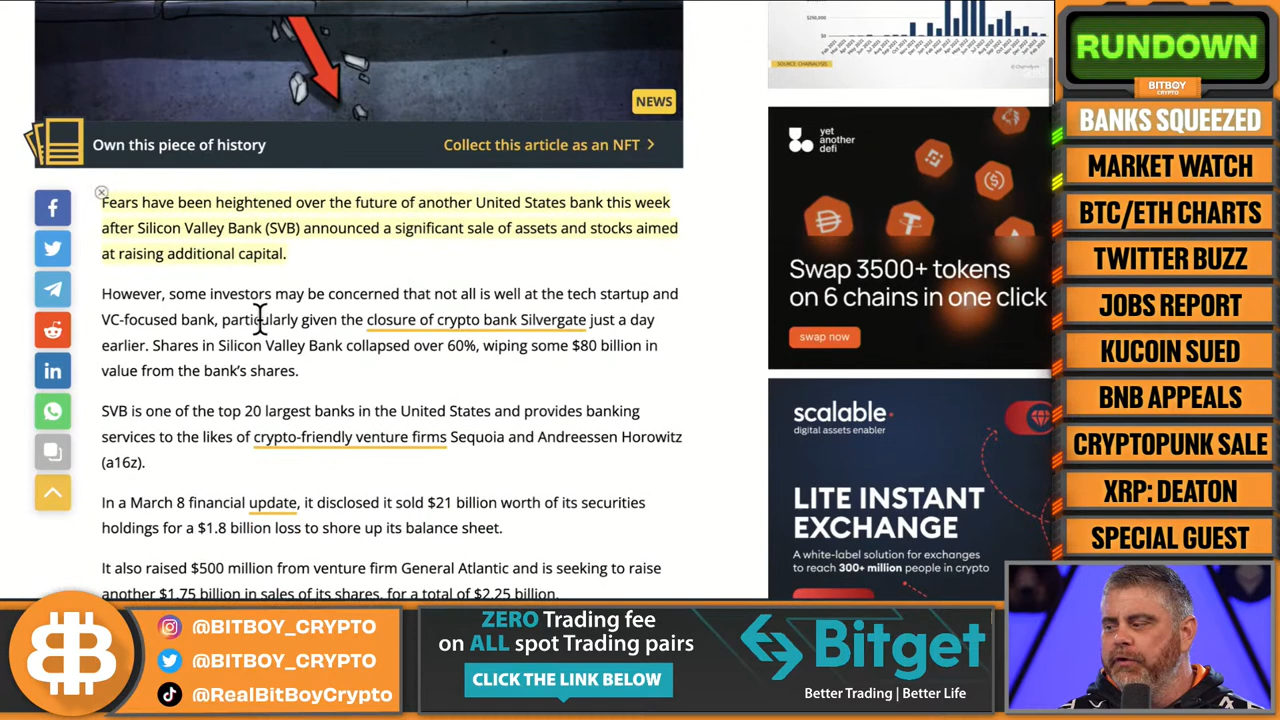 NEWS
Own this piece of history
Collect this article as an NFT >
Fears have been heightened over the future of another United States bank this week
after Silicon Valley Bank (SVB) announced a significant sale of assets and stocks aimed
at raising additional capital.
However, some investors may be concerned that not all is well at the tech startup and
VC-focused bank, particularly given the closure of crypto bank Silvergate just a day
earlier. Shares in Silicon Valley Bank collapsed over 60%, wiping some $80 billion in
value from the bank's shares.
SVB is one of the top 20 largest banks in the United States and provides banking
services to the likes of crypto-friendly venture firms Sequoia and Andreessen Horowitz
(a16z).
In a March 8 financial update, it disclosed it sold $21 billion worth of its securities
holdings for a $1.8 billion loss to shore up its balance sheet.
It also raised $500 million from venture firm General Atlantic and is seeking to raise
another $1.75 billion in sales of its shares, for a total of $2.25 billion.
$250,000
$0
SOURCE: CHAINALYSIS
yet
another
defi
Swap 3500+ tokens
on 6 chains in one click
swap now
scalable
digital assets enabler
LITE INSTANT
EXCHANGE
A white-label solution for exchanges
to reach 300+ million people in crypto
RUNDOWN
BITBOY
CRYPTO
BANKS SQUEEZED
MARKET WATCH
BTC/ETH CHARTS
TWITTER BUZZ
JOBS REPORT
KUCOIN SUED
BNB APPEALS
CRYPTOPUNK SALE
XRP: DEATON
SPECIAL GUEST
@BITBOY_CRYPTO
@BITBOY_CRYPTO
@RealBitBoyCrypto
ZERO Trading fee
on ALL spot Trading pairs
CLICK THE LINK BELOW
Bitget
Better Trading | Better Life